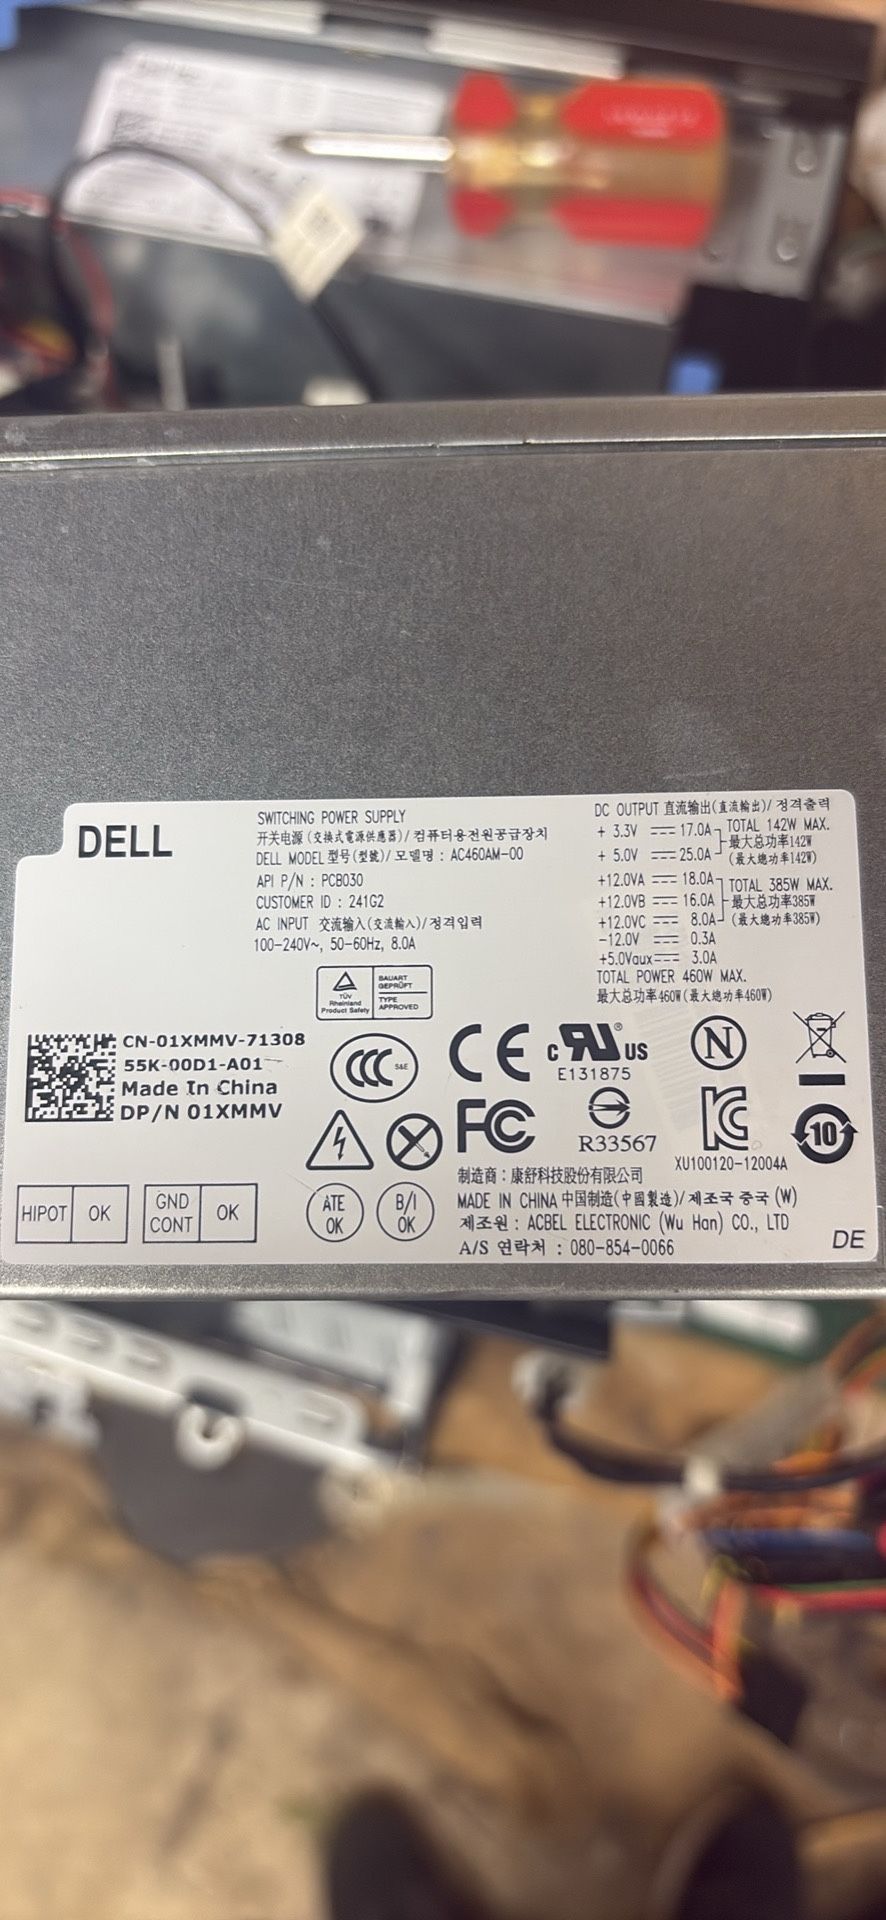 DELL
SWITCHING POWER SUPPLY
开关电源(交换式電源供應器)/컴퓨터용전원공급장치
DELL MODEL 型号(型號)/모델명: AC460AM-00
API P/N : PCB030
CUSTOMER ID : 241G2
AC INPUT 交流输入(交流輸入)/정격입력
100-240V~, 50-60Hz, 8.0A
DC OUTPUT 直流输出(直流輸出)/정격출력
+ 3.3V 17.0A TOTAL 142W MAX.
最大总功率142W
+ 5.0V 25.0A (最大總功率142W)
+12.0VA 18.0A TOTAL 385W MAX.
+12.0VB 16.0A 最大总功率385W
+12.0VC 8.0A (最大總功率385W)
-12.0V 0.3A
+5.0Vaux 3.0A
TOTAL POWER 460W MAX.
最大总功率460W(最大總功率460W)
TÜV
Rheinland
Product Safety
BAUART
GEPRÜFT
TYPE
APPROVED
CN-01XMMV-71308
55K-00D1-A01
Made In China
DP/N 01XMMV
CCC S&E
CE
c RU ® US
E131875
N
FC
R33567
KC
XU100120-12004A
10
制造商：康舒科技股份有限公司
MADE IN CHINA 中国制造(中國製造)/제조국 중국 (W)
제조원 : ACBEL ELECTRONIC (Wu Han) CO., LTD
A/S 연락처 : 080-854-0066
HIPOT OK
GND CONT OK
ATE OK
B/I OK
DE